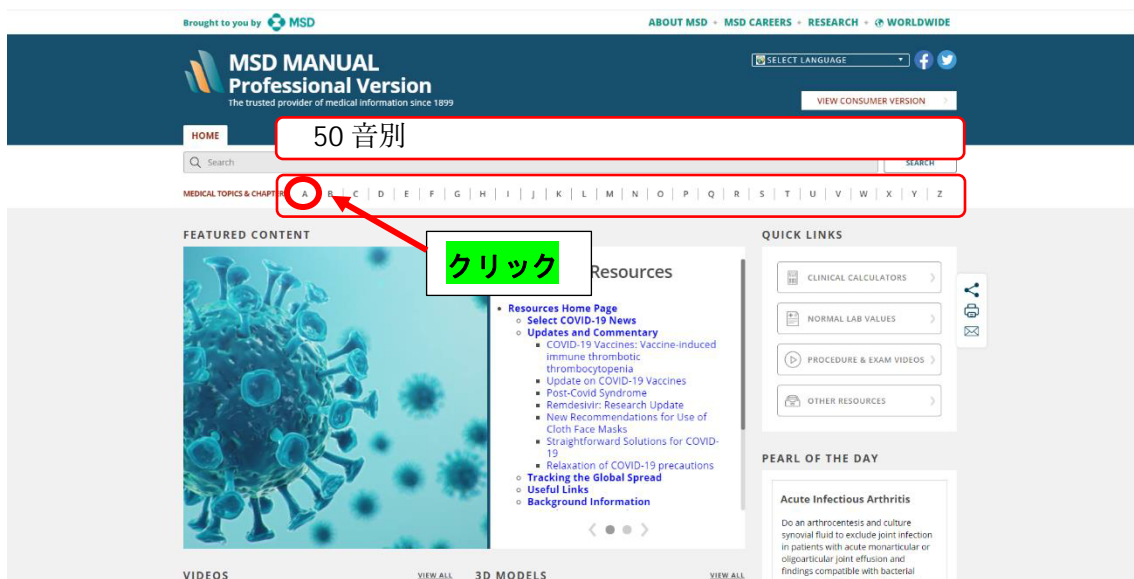 Brought to you by MSD
ABOUT MSD • MSD CAREERS • RESEARCH • WORLDWIDE
MSD MANUAL
Professional Version
The trusted provider of medical information since 1899
SELECT LANGUAGE
VIEW CONSUMER VERSION
HOME
50 音別
Search
SEARCH
MEDICAL TOPICS & CHAPTER
A | B | C | D | E | F | G | H | I | J | K | L | M | N | O | P | Q | R | S | T | U | V | W | X | Y | Z
FEATURED CONTENT
クリック
Resources
Resources Home Page
Select COVID-19 News
Updates and Commentary
COVID-19 Vaccines: Vaccine-induced
immune thrombotic
thrombocytopenia
Update on COVID-19 Vaccines
Post-Covid Syndrome
Remdesivir: Research Update
New Recommendations for Use of
Cloth Face Masks
Straightforward Solutions for COVID-
19
Relaxation of COVID-19 precautions
Tracking the Global Spread
Useful Links
Background Information
QUICK LINKS
CLINICAL CALCULATORS
NORMAL LAB VALUES
PROCEDURE & EXAM VIDEOS
OTHER RESOURCES
PEARL OF THE DAY
Acute Infectious Arthritis
Do an arthrocentesis and culture
synovial fluid to exclude joint infection
in patients with acute monarticular or
oligoarticular joint effusion and
findings compatible with bacterial
VIDEOS
VIEW ALL
3D MODELS
VIEW ALL